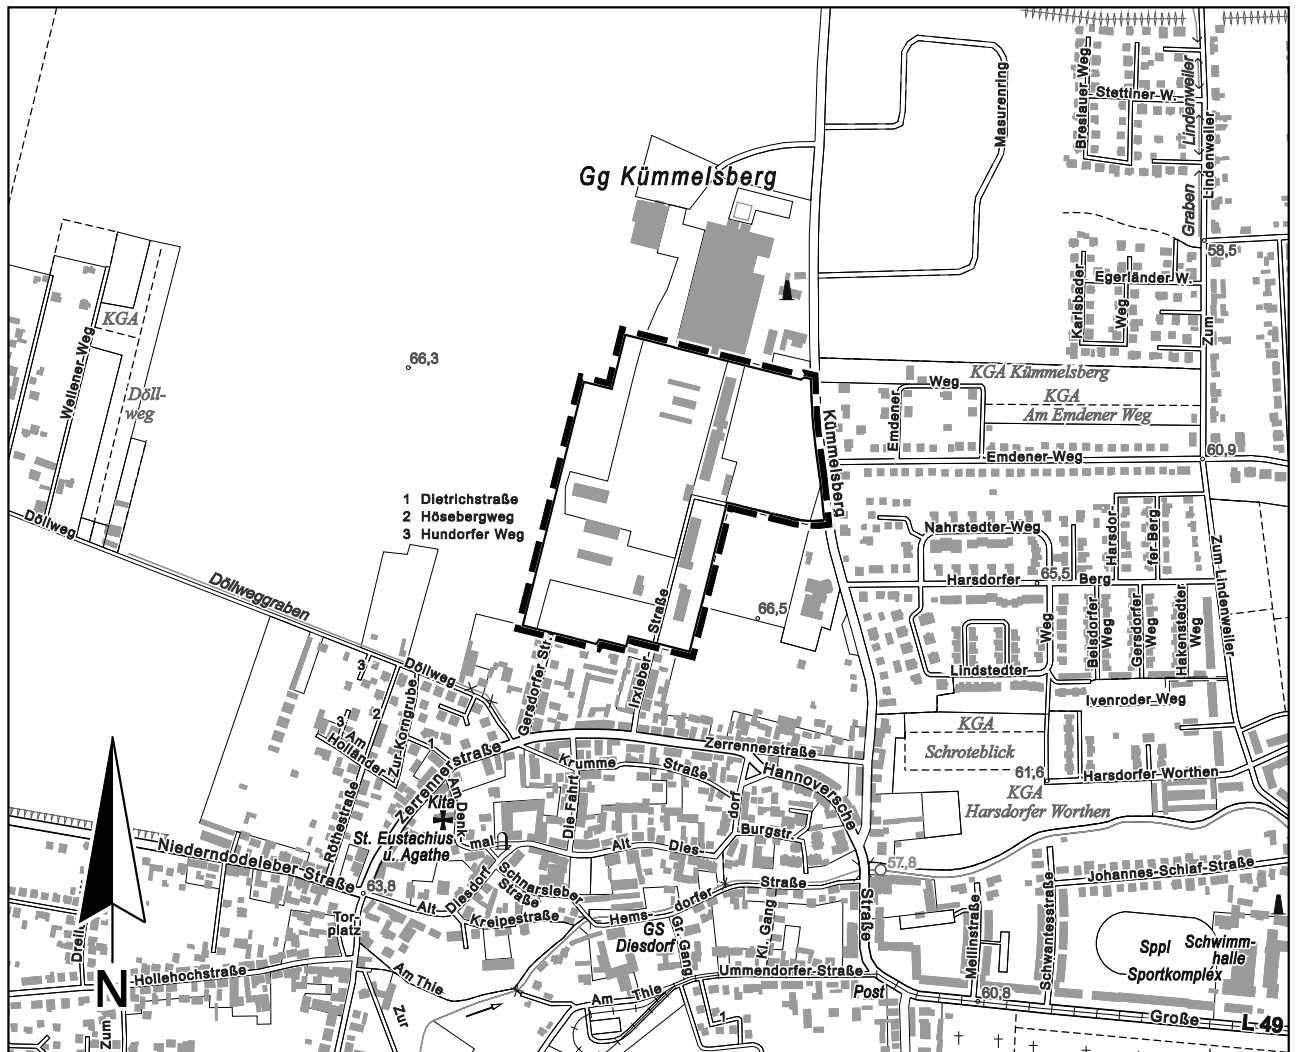 Breslauer-Weg
Stettiner-W.
Lindenweiler
Lindenweiler
Graben
Masurenring
Gg Kümmelsberg
58,5
Egerländer W.
Karlsbader
Weg
Zum
KGA
Wellener-Weg
Döll-
weg
66,3
KGA Kümmelsberg
KGA
Am Emdener Weg
Weg
Emdener
Emdener-Weg
60,9
Kümmelsberg
1 Dietrichstraße
2 Hösebergweg
3 Hundorfer Weg
Döllweg
Döllweggraben
Nahrstedter-Weg
Harsdor-
fer-Berg
Harsdorfer
65,5
Berg
Zum-Lindenweiler
Beisdorfer
Weg
Gersdorfer
Weg
Hakenstedter
Weg
Weg
Lindstedter
Ivenroder-Weg
66,5
Straße
Irxleber-
Gersdorfer Str.
Döllweg
3
2
3
Am
Holländer
Zur-Korngrube
1
Zerrennerstraße
Zerrennerstraße
KGA
Schroteblick
61,6
Harsdorfer-Worthen
KGA
Harsdorfer Worthen
Krumme
Straße
Hannoversche
Straße
Die-Fahrt
Am Denk-
mal
Kita
St. Eustachius
u. Agathe
Röthestraße
Niederndodeleber-Straße
63,8
Alt
Dies-
dorf
Burgstr.
57,8
Johannes-Schlaf-Straße
Alt
Diesdorf
Schnarsleber
Straße
Kreipestraße
Hems-
dorfer
Straße
GS
Diesdorf
Gr. Gang
Kl. Gang
Tor-
platz
Hollehochstraße
Am Thie
Zur
Am
Thie
Ummendorfer-Straße
Post
1
60,8
Große
L 49
Schwantesstraße
Sppl
Sportkomplex
Schwimm-
halle
N
Zum